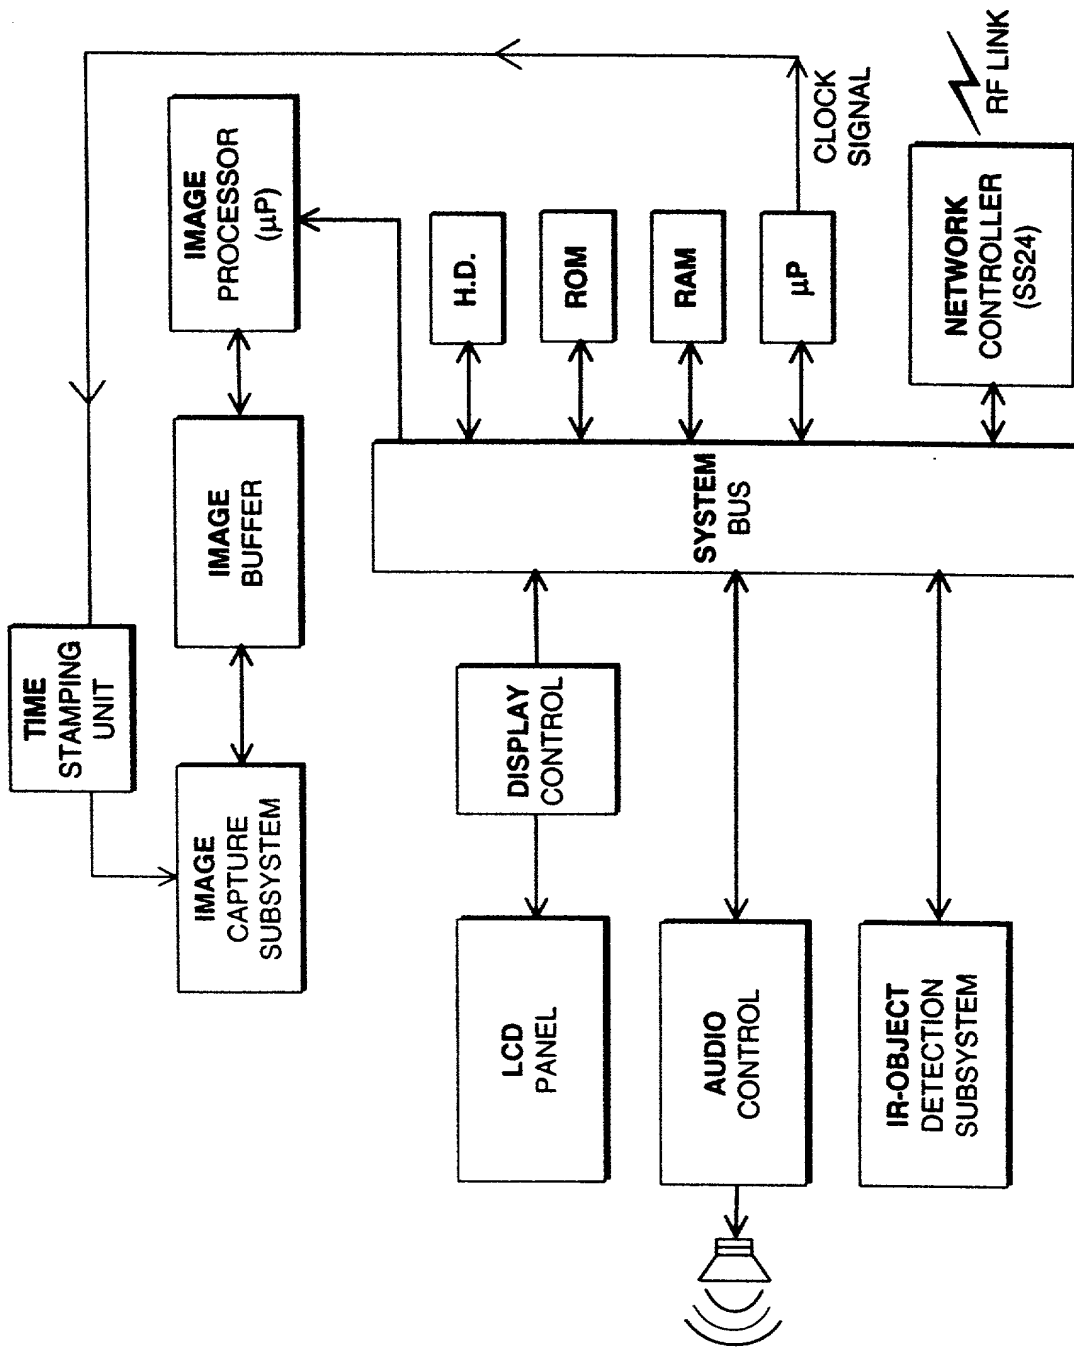 TIME
STAMPING
UNIT
IMAGE
CAPTURE
SUBSYSTEM
IMAGE
BUFFER
IMAGE
PROCESSOR
(µP)
LCD
PANEL
DISPLAY
CONTROL
H.D.
ROM
RAM
µP
CLOCK
SIGNAL
SYSTEM
BUS
AUDIO
CONTROL
IR-OBJECT
DETECTION
SUBSYSTEM
NETWORK
CONTROLLER
(SS24)
RF LINK